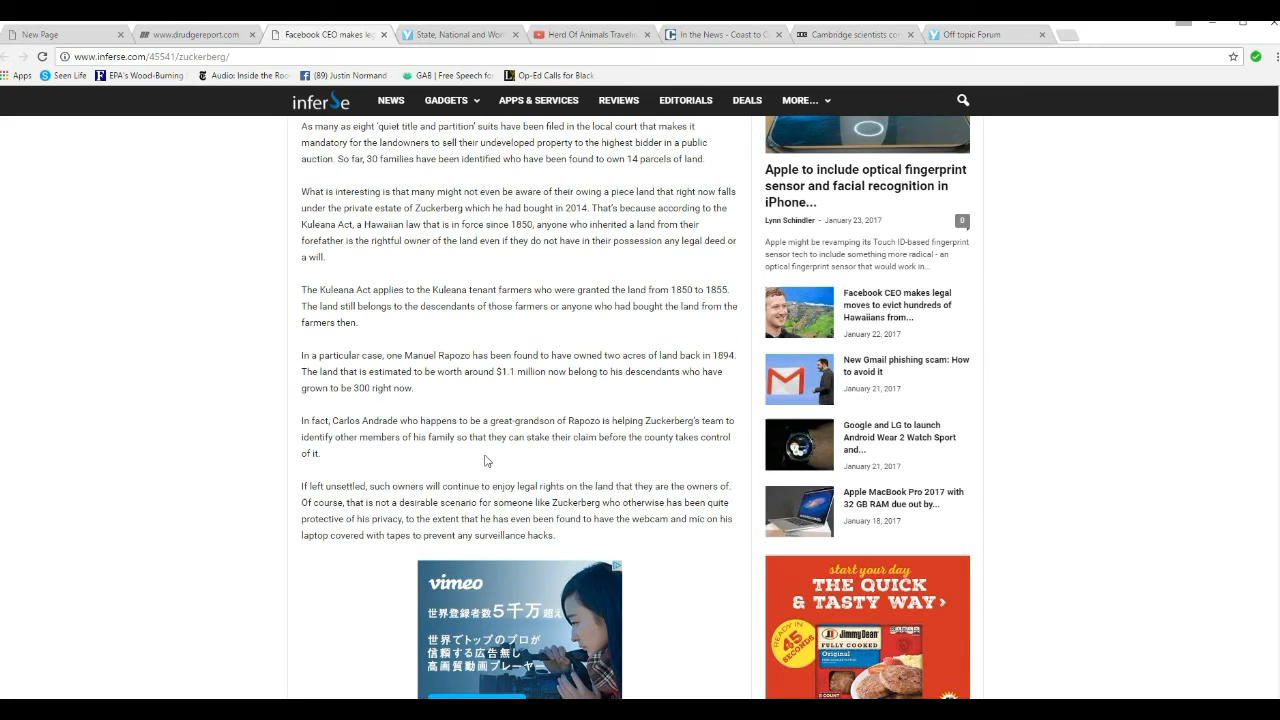 New Page
www.drudgereport.com
Facebook CEO makes leg
State, National and Wor
Herd Of Animals Travelin
In the News - Coast to C
Cambridge scientists co
Off topic Forum
www.inferse.com/45541/zuckerberg/
Apps
Seen Life
EPA's Wood-Burning
Audio: Inside the Roo
(89) Justin Normand
GAB | Free Speech fo
Op-Ed Calls for Black
inferse
NEWS
GADGETS
APPS & SERVICES
REVIEWS
EDITORIALS
DEALS
MORE...
As many as eight 'quiet title and partition' suits have been filed in the local court that makes it
mandatory for the landowners to sell their undeveloped property to the highest bidder in a public
auction. So far, 30 families have been identified who have been found to own 14 parcels of land.
What is interesting is that many might not even be aware of their owing a piece land that right now falls
under the private estate of Zuckerberg which he had bought in 2014. That's because according to the
Kuleana Act, a Hawaiian law that is in force since 1850, anyone who inherited a land from their
forefather is the rightful owner of the land even if they do not have in their possession any legal deed or
a will.
The Kuleana Act applies to the Kuleana tenant farmers who were granted the land from 1850 to 1855.
The land still belongs to the descendants of those farmers or anyone who had bought the land from the
farmers then.
In a particular case, one Manuel Rapozo has been found to have owned two acres of land back in 1894.
The land that is estimated to be worth around $1.1 million now belong to his descendants who have
grown to be 300 right now.
In fact, Carlos Andrade who happens to be a great-grandson of Rapozo is helping Zuckerberg's team to
identify other members of his family so that they can stake their claim before the county takes control
of it.
If left unsettled, such owners will continue to enjoy legal rights on the land that they are the owners of.
Of course, that is not a desirable scenario for someone like Zuckerberg who otherwise has been quite
protective of his privacy, to the extent that he has even been found to have the webcam and mic on his
laptop covered with tapes to prevent any surveillance hacks.
vimeo
世界登録者数5千万超え
世界でトップのプロが
信頼する広告無し
高画質動画プレーヤー
Apple to include optical fingerprint
sensor and facial recognition in
iPhone...
Lynn Schindler - January 23, 2017
0
Apple might be revamping its Touch ID-based fingerprint
sensor tech to include something more radical - an
optical fingerprint sensor that would work in...
Facebook CEO makes legal
moves to evict hundreds of
Hawaiians from...
January 22, 2017
New Gmail phishing scam: How
to avoid it
January 21, 2017
Google and LG to launch
Android Wear 2 Watch Sport
and...
January 21, 2017
Apple MacBook Pro 2017 with
32 GB RAM due out by...
January 18, 2017
start your day
THE QUICK
& TASTY WAY
READY IN
45
SECONDS
Jimmy Dean
FULLY COOKED
Original